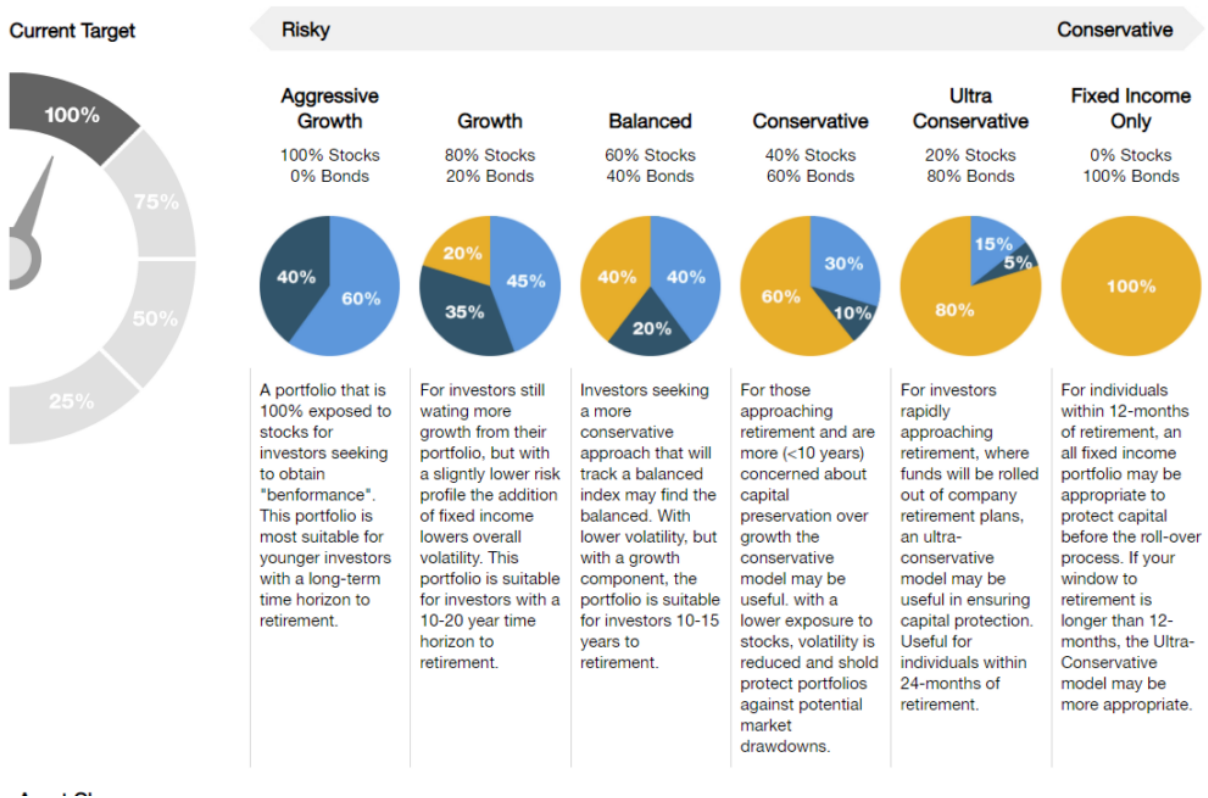 Current Target
Risky
Conservative
100%
75%
50%
25%
Aggressive
Growth
100% Stocks
0% Bonds
40%
60%
A portfolio that is
100% exposed to
stocks for
investors seeking
to obtain
"benformance".
This portfolio is
most suitable for
younger investors
with a long-term
time horizon to
retirement.
Growth
80% Stocks
20% Bonds
20%
45%
35%
For investors still
wating more
growth from their
portfolio, but with
a slightly lower risk
profile the addition
of fixed income
lowers overall
volatility. This
portfolio is suitable
for investors with a
10-20 year time
horizon to
retirement.
Balanced
60% Stocks
40% Bonds
40%
40%
20%
Investors seeking
a more
conservative
approach that will
track a balanced
index may find the
balanced. With
lower volatility, but
with a growth
component, the
portfolio is suitable
for investors 10-15
years to
retirement.
Conservative
40% Stocks
60% Bonds
30%
60%
10%
For those
approaching
retirement and are
more (<10 years)
concerned about
capital
preservation over
growth the
conservative
model may be
useful. with a
lower exposure to
stocks, volatility is
reduced and shold
protect portfolios
against potential
market
drawdowns.
Ultra
Conservative
20% Stocks
80% Bonds
15%
5%
80%
For investors
rapidly
approaching
retirement, where
funds will be rolled
out of company
retirement plans,
an ultra-
conservative
model may be
useful in ensuring
capital protection.
Useful for
individuals within
24-months of
retirement.
Fixed Income
Only
0% Stocks
100% Bonds
100%
For individuals
within 12-months
of retirement, an
all fixed income
portfolio may be
appropriate to
protect capital
before the roll-over
process. If your
window to
retirement is
longer than 12-
months, the Ultra-
Conservative
model may be
more appropriate.